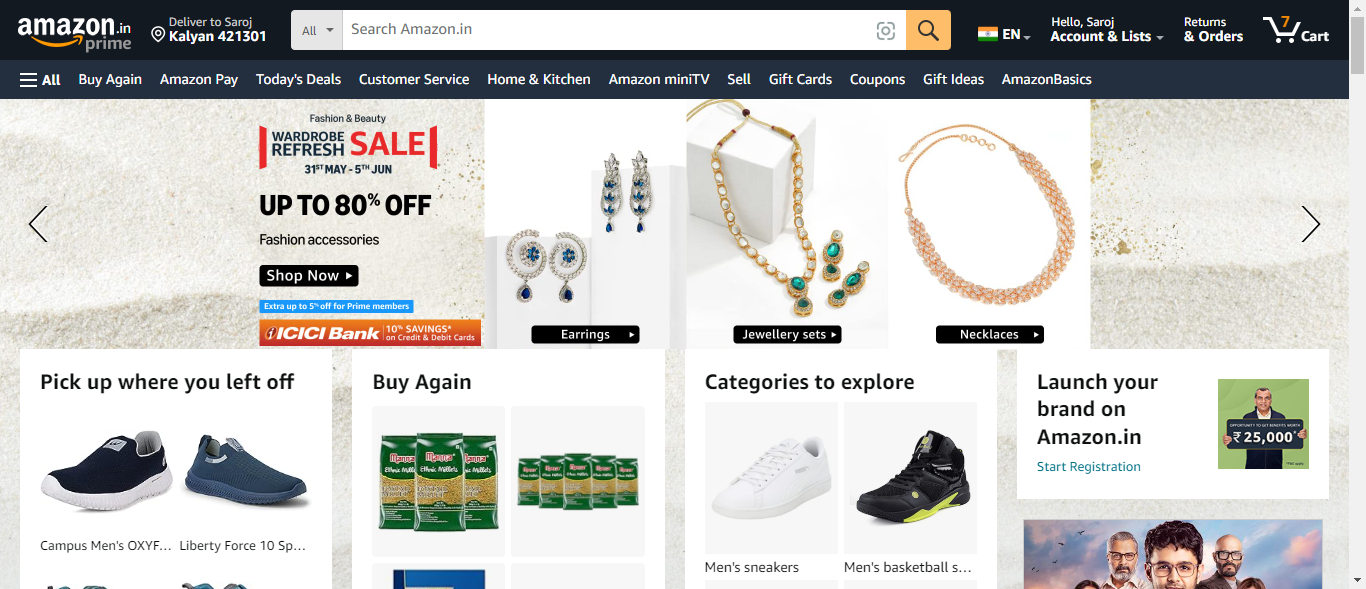 amazon.in
prime
Deliver to Saroj
Kalyan 421301
All
Search Amazon.in
EN
Hello, Saroj
Account & Lists
Returns
& Orders
7
Cart
All
Buy Again
Amazon Pay
Today's Deals
Customer Service
Home & Kitchen
Amazon miniTV
Sell
Gift Cards
Coupons
Gift Ideas
AmazonBasics
Fashion & Beauty
WARDROBE
REFRESH SALE
31ST MAY - 5TH JUN
UP TO 80% OFF
Fashion accessories
Shop Now
Extra up to 5% off for Prime members
ICICI Bank
10% SAVINGS*
on Credit & Debit Cards
Earrings
Jewellery sets
Necklaces
Pick up where you left off
Campus Men's OXYF...
Liberty Force 10 Sp...
Buy Again
Manna
Ethnic Millets
Categories to explore
Men's sneakers
Men's basketball s...
Launch your
brand on
Amazon.in
Start Registration
OPPORTUNITY TO GET BENEFITS WORTH
₹ 25,000*